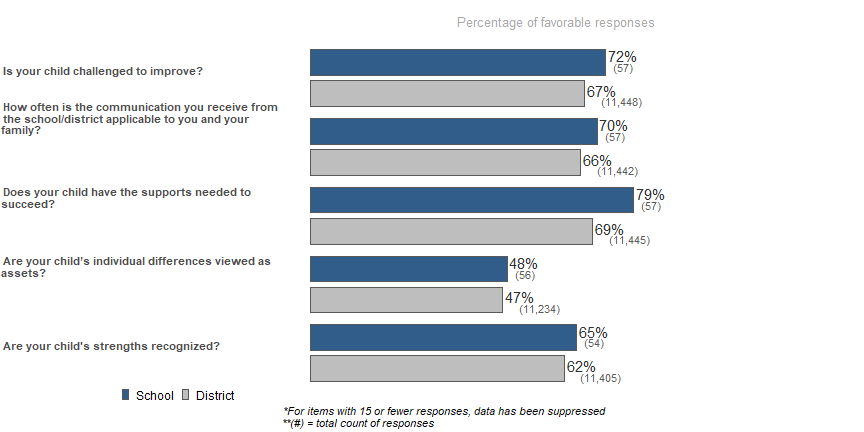 Percentage of favorable responses
Is your child challenged to improve?
72%
(57)
67%
(11,448)
How often is the communication you receive from
the school/district applicable to you and your
family?
70%
(57)
66%
(11,442)
Does your child have the supports needed to
succeed?
79%
(57)
69%
(11,445)
Are your child's individual differences viewed as
assets?
48%
(56)
47%
(11,234)
Are your child's strengths recognized?
65%
(54)
62%
(11,405)
School District
*For items with 15 or fewer responses, data has been suppressed
**(#) = total count of responses